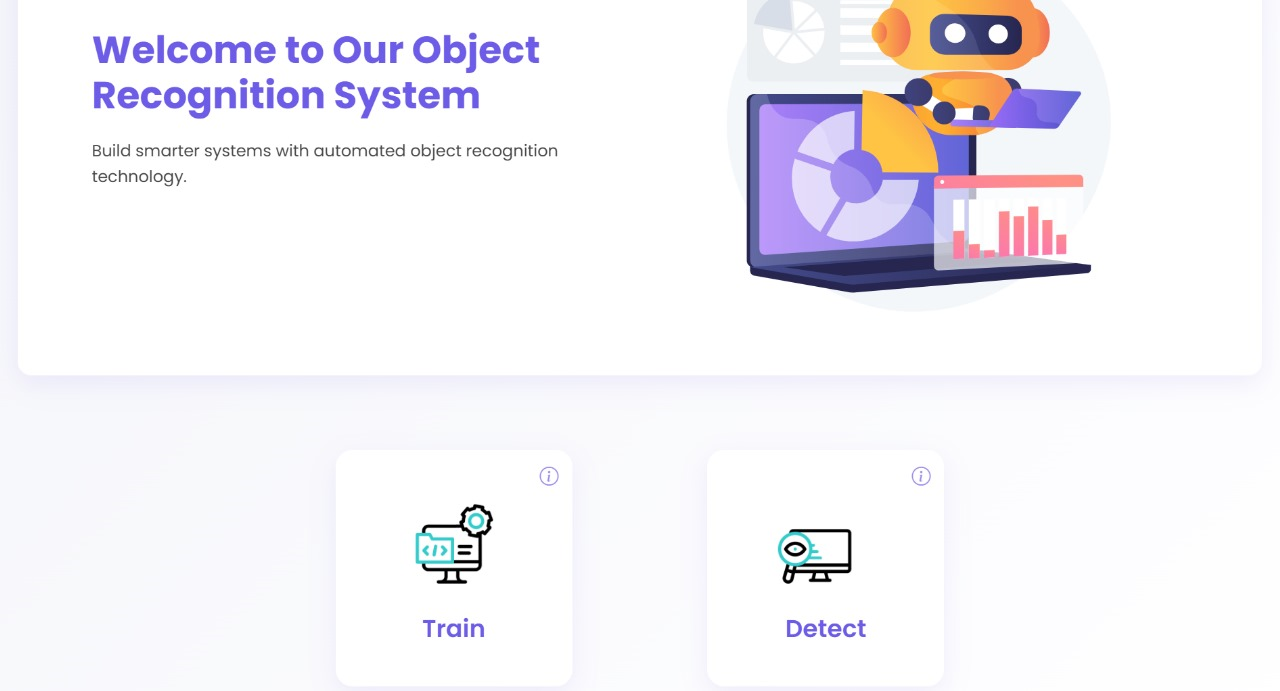 Welcome to Our Object
Recognition System
Build smarter systems with automated object recognition
technology.
Train
Detect